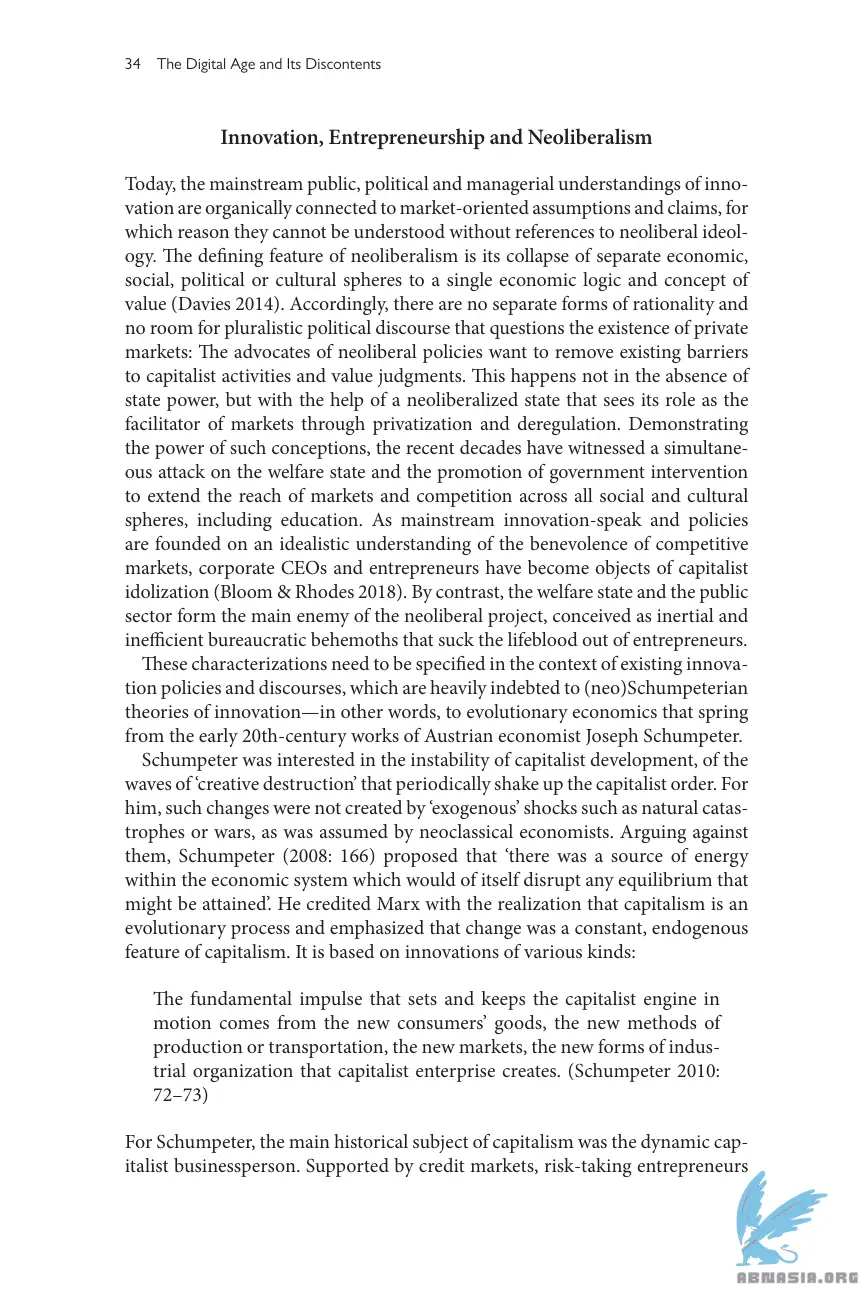 34 The Digital Age and Its Discontents
Innovation, Entrepreneurship and Neoliberalism
Today, the mainstream public, political and managerial understandings of inno-
vation are organically connected to market-oriented assumptions and claims, for
which reason they cannot be understood without references to neoliberal ideol-
ogy. The defining feature of neoliberalism is its collapse of separate economic,
social, political or cultural spheres to a single economic logic and concept of
value (Davies 2014). Accordingly, there are no separate forms of rationality and
no room for pluralistic political discourse that questions the existence of private
markets: The advocates of neoliberal policies want to remove existing barriers
to capitalist activities and value judgments. This happens not in the absence of
state power, but with the help of a neoliberalized state that sees its role as the
facilitator of markets through privatization and deregulation. Demonstrating
the power of such conceptions, the recent decades have witnessed a simultane-
ous attack on the welfare state and the promotion of government intervention
to extend the reach of markets and competition across all social and cultural
spheres, including education. As mainstream innovation-speak and policies
are founded on an idealistic understanding of the benevolence of competitive
markets, corporate CEOs and entrepreneurs have become objects of capitalist
idolization (Bloom & Rhodes 2018). By contrast, the welfare state and the public
sector form the main enemy of the neoliberal project, conceived as inertial and
inefficient bureaucratic behemoths that suck the lifeblood out of entrepreneurs.
These characterizations need to be specified in the context of existing innova-
tion policies and discourses, which are heavily indebted to (neo)Schumpeterian
theories of innovation—in other words, to evolutionary economics that spring
from the early 20th-century works of Austrian economist Joseph Schumpeter.
Schumpeter was interested in the instability of capitalist development, of the
waves of ‘creative destruction’ that periodically shake up the capitalist order. For
him, such changes were not created by ‘exogenous’ shocks such as natural catas-
trophes or wars, as was assumed by neoclassical economists. Arguing against
them, Schumpeter (2008: 166) proposed that ‘there was a source of energy
within the economic system which would of itself disrupt any equilibrium that
might be attained’. He credited Marx with the realization that capitalism is an
evolutionary process and emphasized that change was a constant, endogenous
feature of capitalism. It is based on innovations of various kinds:
The fundamental impulse that sets and keeps the capitalist engine in
motion comes from the new consumers’ goods, the new methods of
production or transportation, the new markets, the new forms of indus-
trial organization that capitalist enterprise creates. (Schumpeter 2010:
72–73)
For Schumpeter, the main historical subject of capitalism was the dynamic cap-
italist businessperson. Supported by credit markets, risk-taking entrepreneurs
ABNASIA.ORG